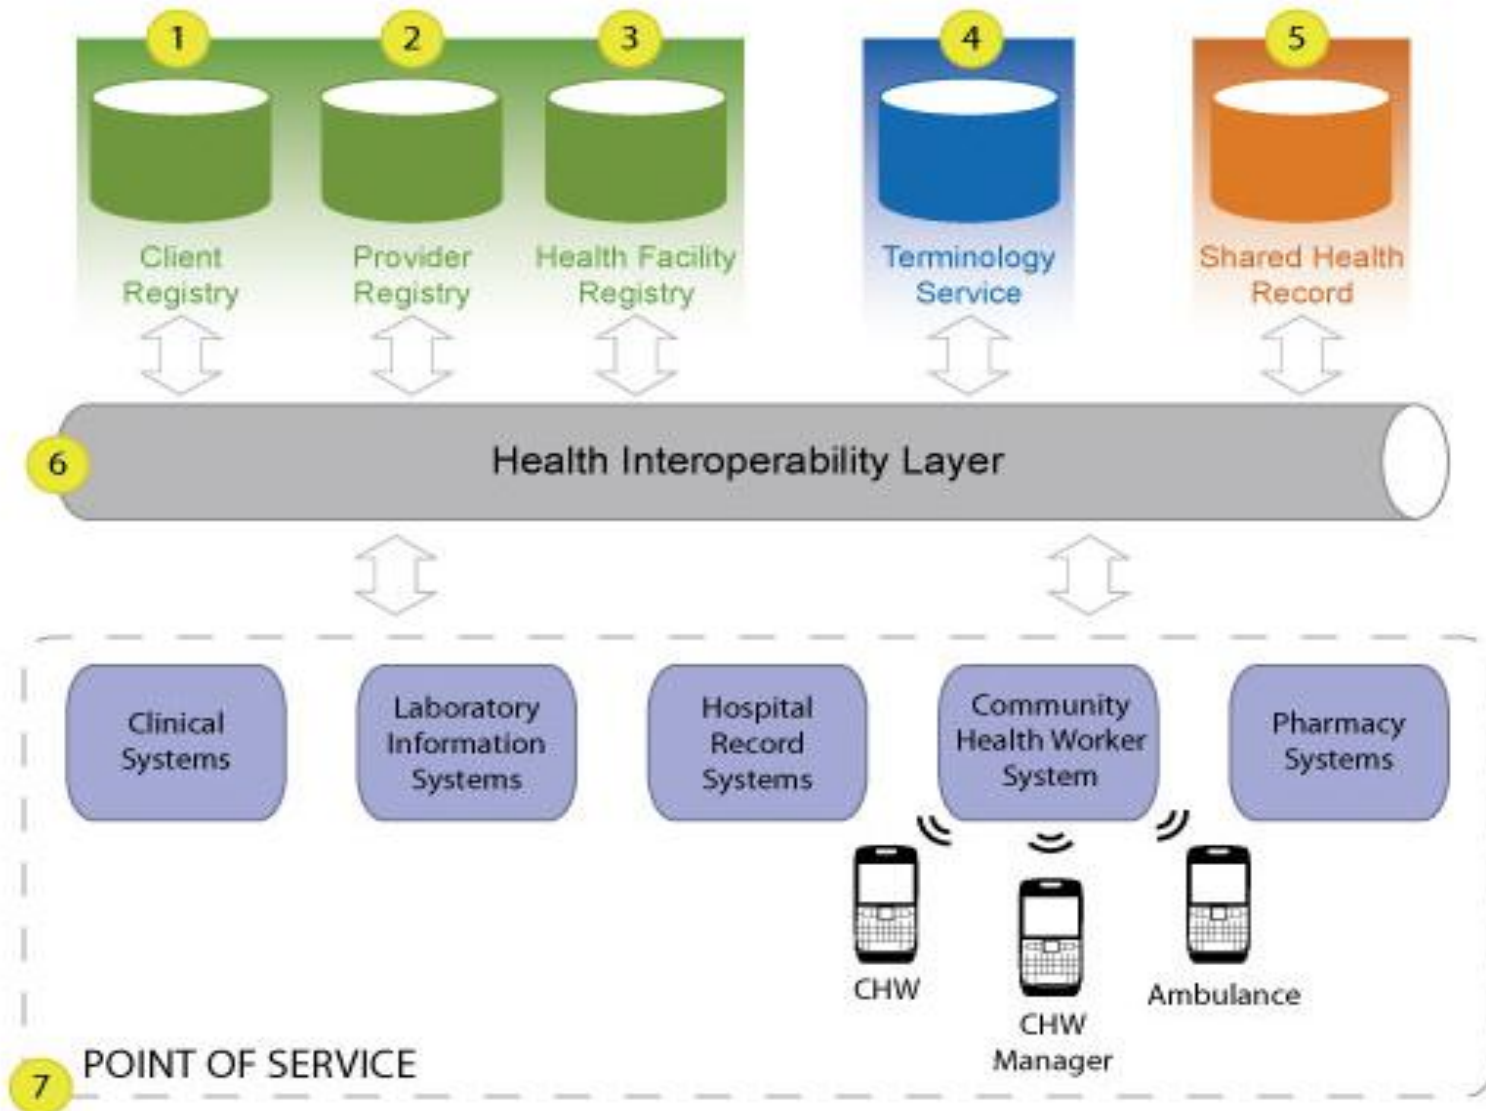 1
2
3
4
5
Client
Registry
Provider
Registry
Health Facility
Registry
Terminology
Service
Shared Health
Record
6
Health Interoperability Layer
Clinical
Systems
Laboratory
Information
Systems
Hospital
Record
Systems
Community
Health Worker
System
Pharmacy
Systems
CHW
CHW
Manager
Ambulance
7
POINT OF SERVICE